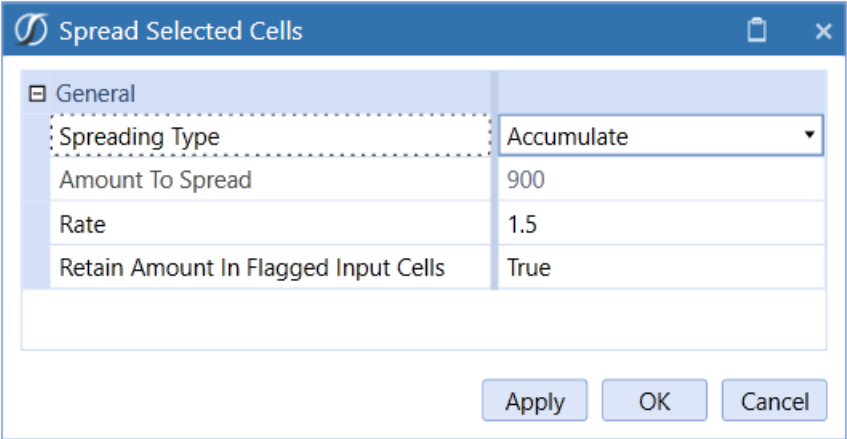 Spread Selected Cells
General
Spreading Type Accumulate
Amount To Spread 900
Rate 1.5
Retain Amount In Flagged Input Cells True
Apply OK Cancel